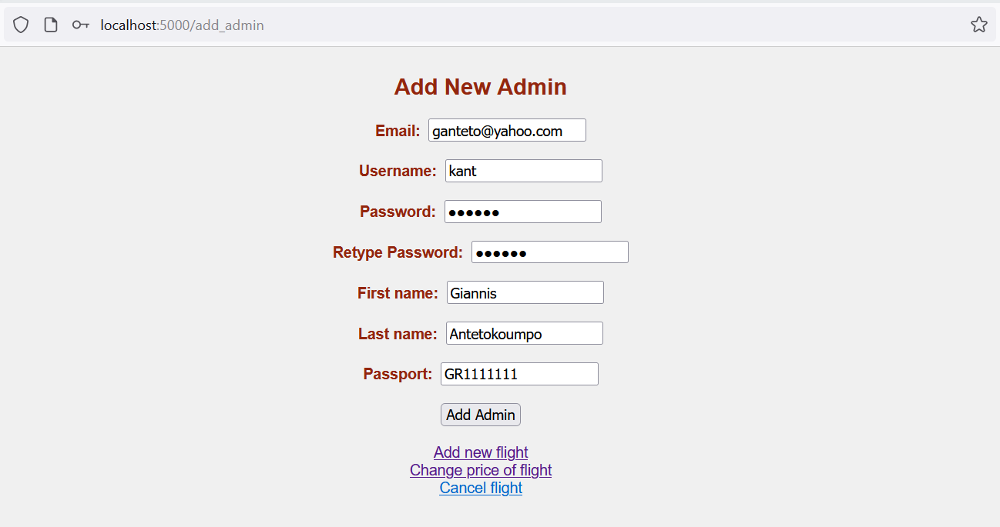 localhost:5000/add_admin
Add New Admin
Email: ganteto@yahoo.com
Username: kant
Password: ●●●●●●
Retype Password: ●●●●●●
First name: Giannis
Last name: Antetokoumpo
Passport: GR1111111
Add Admin
Add new flight
Change price of flight
Cancel flight